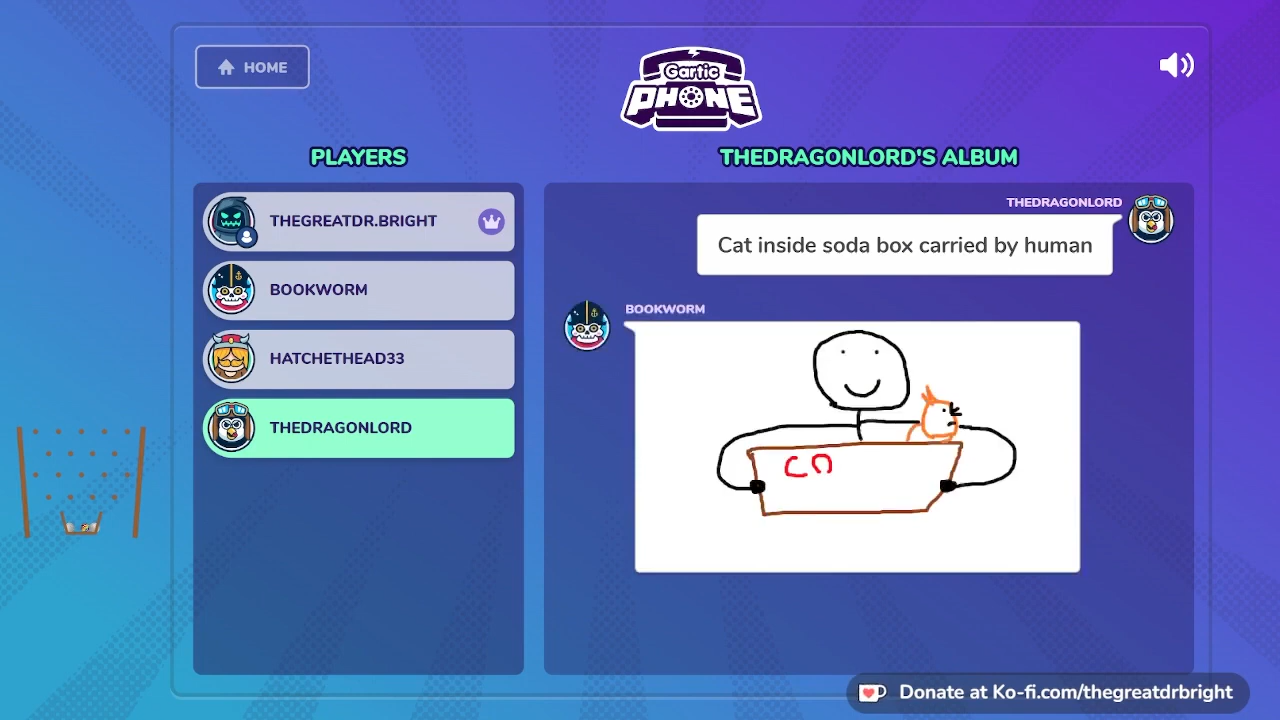 HOME
Gartic
PHONE
PLAYERS
THEDRAGONLORD'S ALBUM
THEGREATDR.BRIGHT
BOOKWORM
HATCHETHEAD33
THEDRAGONLORD
THEDRAGONLORD
Cat inside soda box carried by human
BOOKWORM
CO
Donate at Ko-fi.com/thegreatdrbright